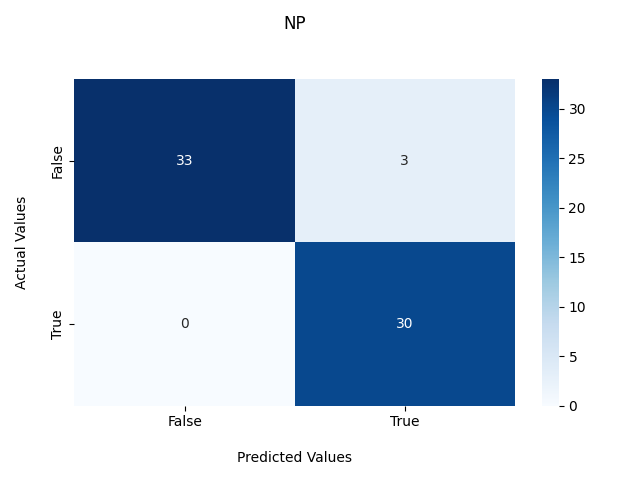 NP
Actual Values
False
33
3
True
0
30
False
True
Predicted Values
30
25
20
15
10
5
0